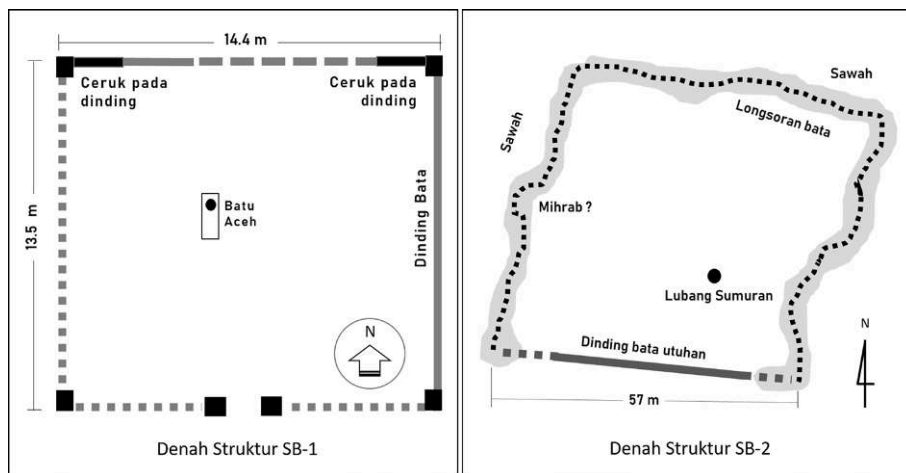 14.4 m
Ceruk pada
dinding
Ceruk pada
dinding
13.5 m
Batu
Aceh
Dinding Bata
N
Denah Struktur SB-1
Sawah
Longsoran bata
Sawah
Mihrab ?
Lubang Sumuran
Dinding bata utuhan
N
57 m
Denah Struktur SB-2